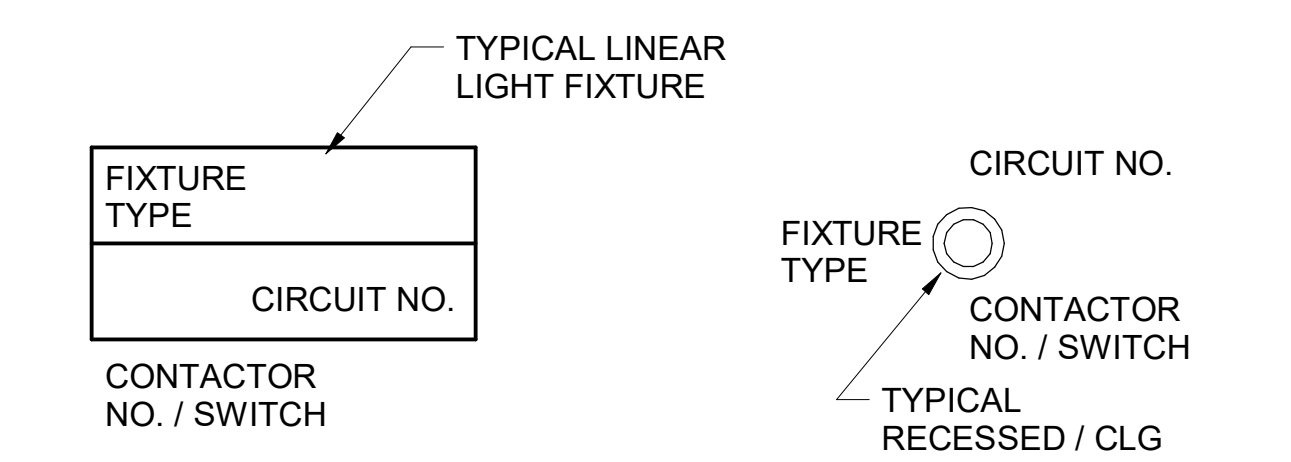 TYPICAL LINEAR
LIGHT FIXTURE
FIXTURE
TYPE
CIRCUIT NO.
CONTACTOR
NO. / SWITCH
CIRCUIT NO.
FIXTURE
TYPE
CONTACTOR
NO. / SWITCH
TYPICAL
RECESSED / CLG